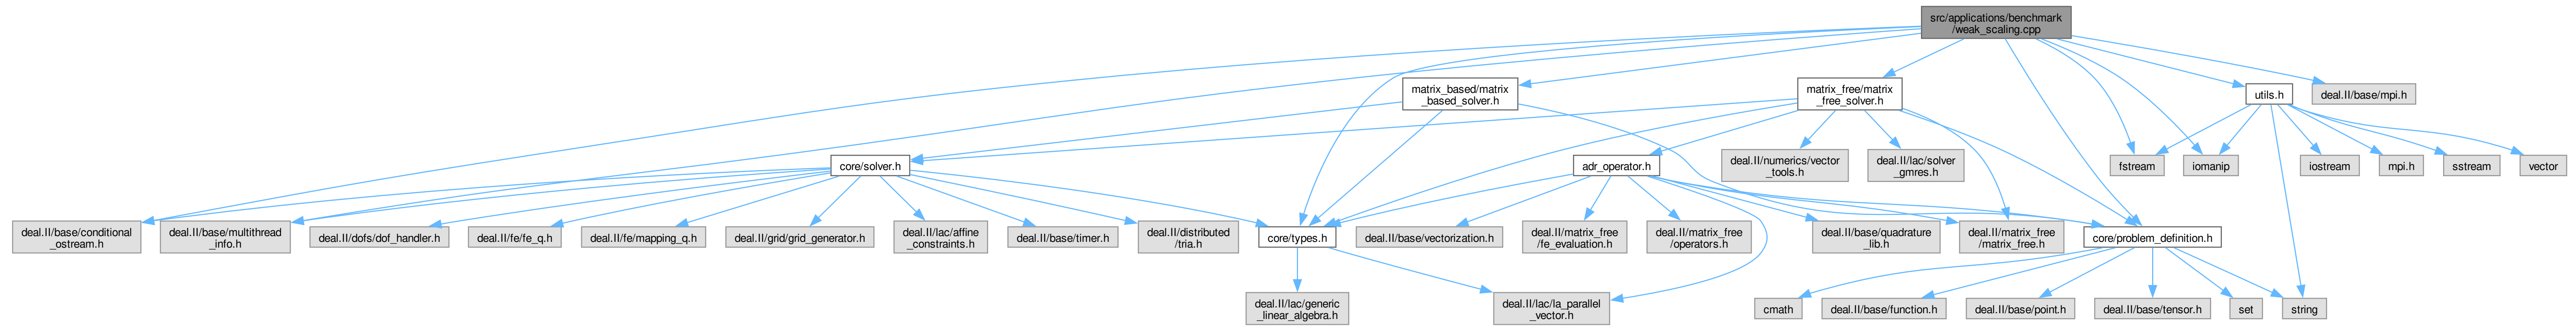 src/applications/benchmark
/weak_scaling.cpp
matrix_based/matrix
_based_solver.h
matrix_free/matrix
_free_solver.h
utils.h
deal.II/base/mpi.h
core/solver.h
adr_operator.h
deal.II/numerics/vector
_tools.h
deal.II/lac/solver
_gmres.h
fstream
iomanip
iostream
mpi.h
sstream
vector
deal.II/base/conditional
_ostream.h
deal.II/base/multithread
_info.h
deal.II/dofs/dof_handler.h
deal.II/fe/fe_q.h
deal.II/fe/mapping_q.h
deal.II/grid/grid_generator.h
deal.II/lac/affine
_constraints.h
deal.II/base/timer.h
deal.II/distributed
/tria.h
core/types.h
deal.II/base/vectorization.h
deal.II/matrix_free
/fe_evaluation.h
deal.II/matrix_free
/operators.h
deal.II/base/quadrature
_lib.h
deal.II/matrix_free
/matrix_free.h
core/problem_definition.h
deal.II/lac/generic
_linear_algebra.h
deal.II/lac/la_parallel
_vector.h
cmath
deal.II/base/function.h
deal.II/base/point.h
deal.II/base/tensor.h
set
string